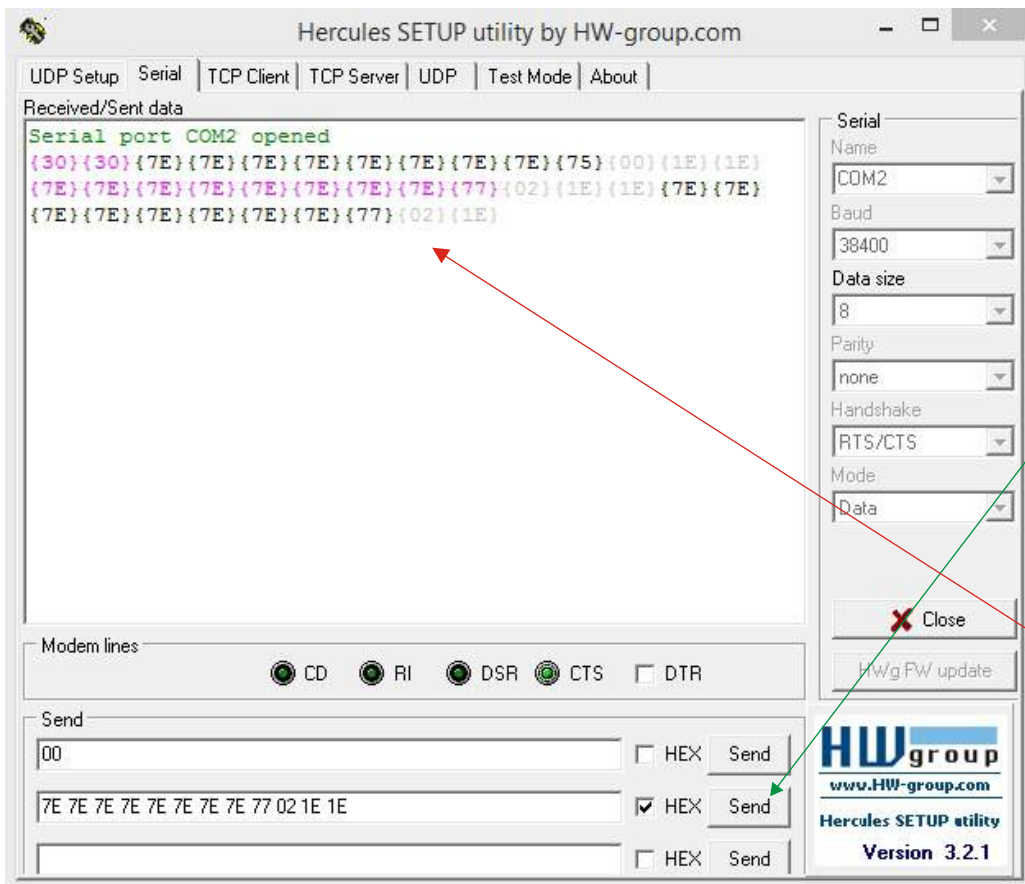 Hercules SETUP utility by HW-group.com
UDP Setup Serial TCP Client TCP Server UDP Test Mode About
Received/Sent data
Serial port COM2 opened
{30}{30}{7E}{7E}{7E}{7E}{7E}{7E}{7E}{7E}{75}{00}{1E}{1E}
{7E}{7E}{7E}{7E}{7E}{7E}{7E}{7E}{77}{02}{1E}{1E}{7E}{7E}
{7E}{7E}{7E}{7E}{7E}{7E}{77}{02}{1E}
Serial
Name
COM2
Baud
38400
Data size
8
Parity
none
Handshake
RTS/CTS
Mode
Data
Close
HWg FW update
Modem lines
CD RI DSR CTS DTR
Send
00 HEX Send
7E 7E 7E 7E 7E 7E 7E 7E 77 02 1E 1E HEX Send
HEX Send
HW group
www.HW-group.com
Hercules SETUP utility
Version 3.2.1